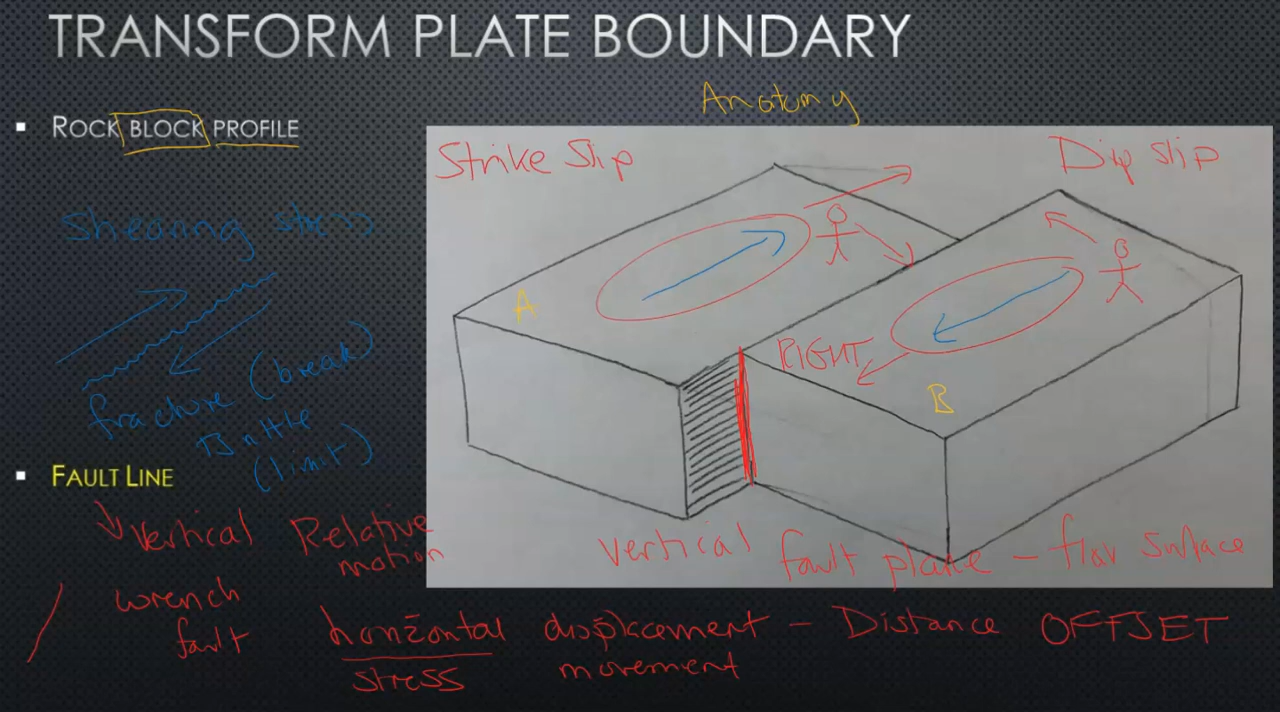 TRANSFORM PLATE BOUNDARY
Anatomy
▪ ROCK BLOCK PROFILE
Strike Slip
Dip Slip
Shearing
A
RIGHT
B
fracture (break)
Brittle
(limit)
▪ FAULT LINE
vertical Relative motion
vertical fault plane - flat surface
wrench fault
horizontal displacement - Distance OFFSET
stress movement